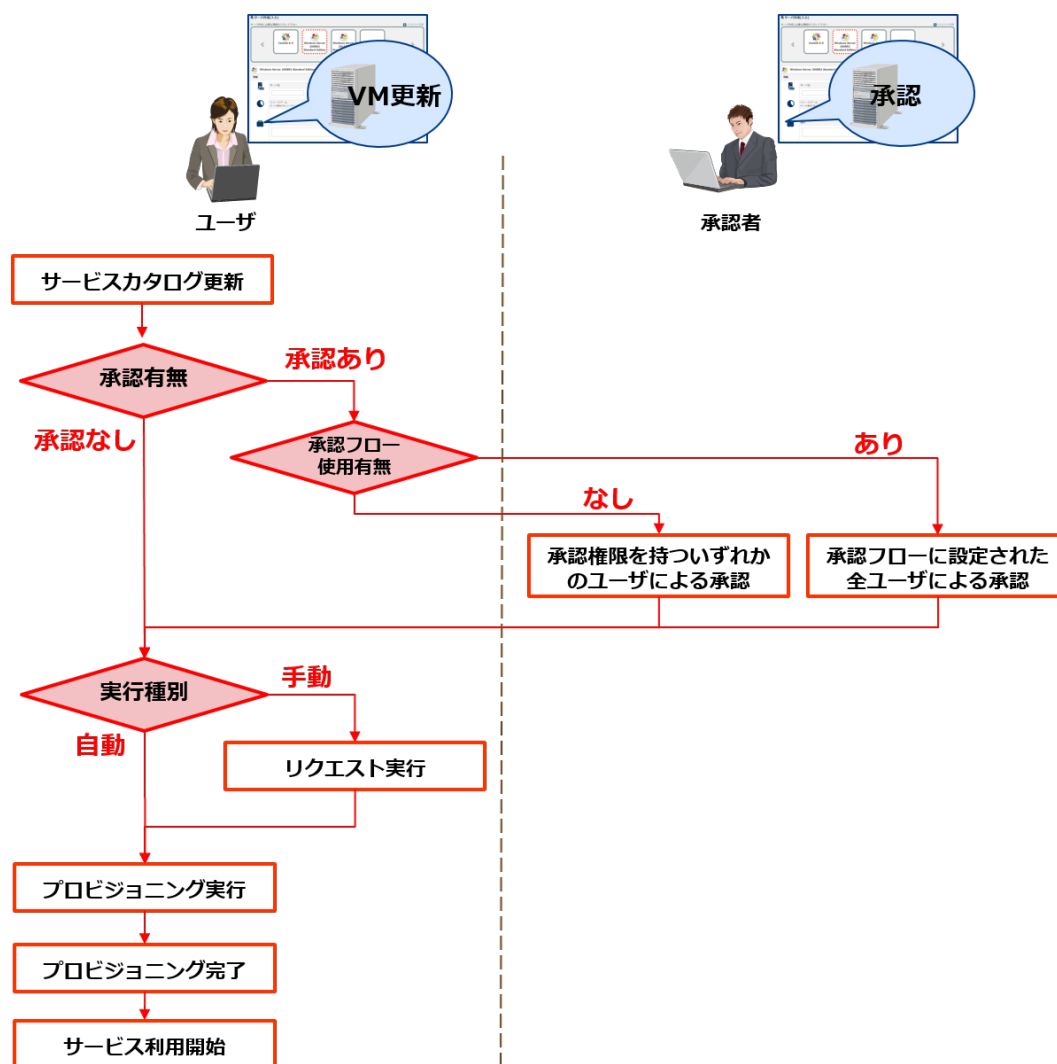 VM更新
承認
ユーザ
承認者
サービスカタログ更新
承認有無
承認あり
承認なし
承認フロー
使用有無
あり
なし
承認権限を持ついずれか
のユーザによる承認
承認フローに設定された
全ユーザによる承認
実行種別
手動
自動
リクエスト実行
プロビジョニング実行
プロビジョニング完了
サービス利用開始